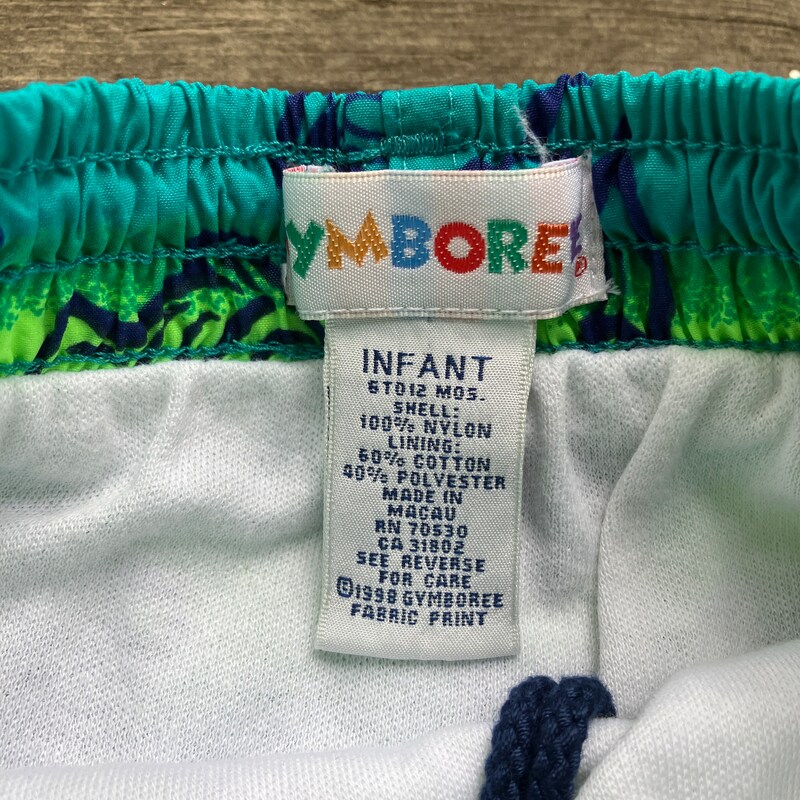 GYMBOREE®
INFANT
6TO12 MOS.
SHELL:
100% NYLON
LINING:
60% COTTON
40% POLYESTER
MADE IN
MACAU
RN 70530
CA 31802
SEE REVERSE
FOR CARE
©1998 GYMBOREE
FABRIC PRINT